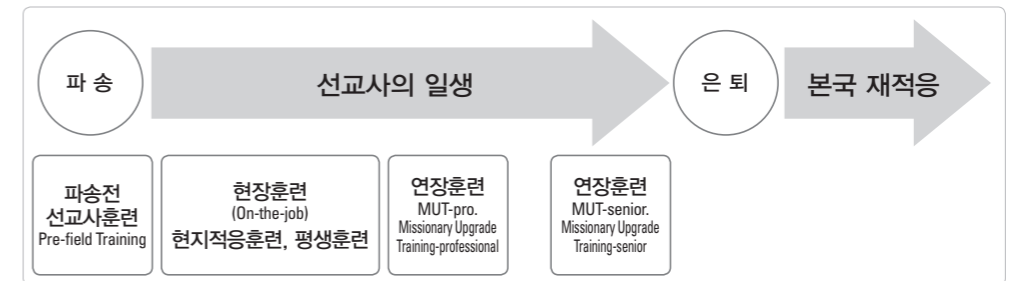 파 송
선교사의 일생
은 퇴
본국 재적응
파송전
선교사훈련
Pre-field Training
현장훈련
(On-the-job)
현지적응훈련, 평생훈련
연장훈련
MUT-pro.
Missionary Upgrade
Training-professional
연장훈련
MUT-senior.
Missionary Upgrade
Training-senior